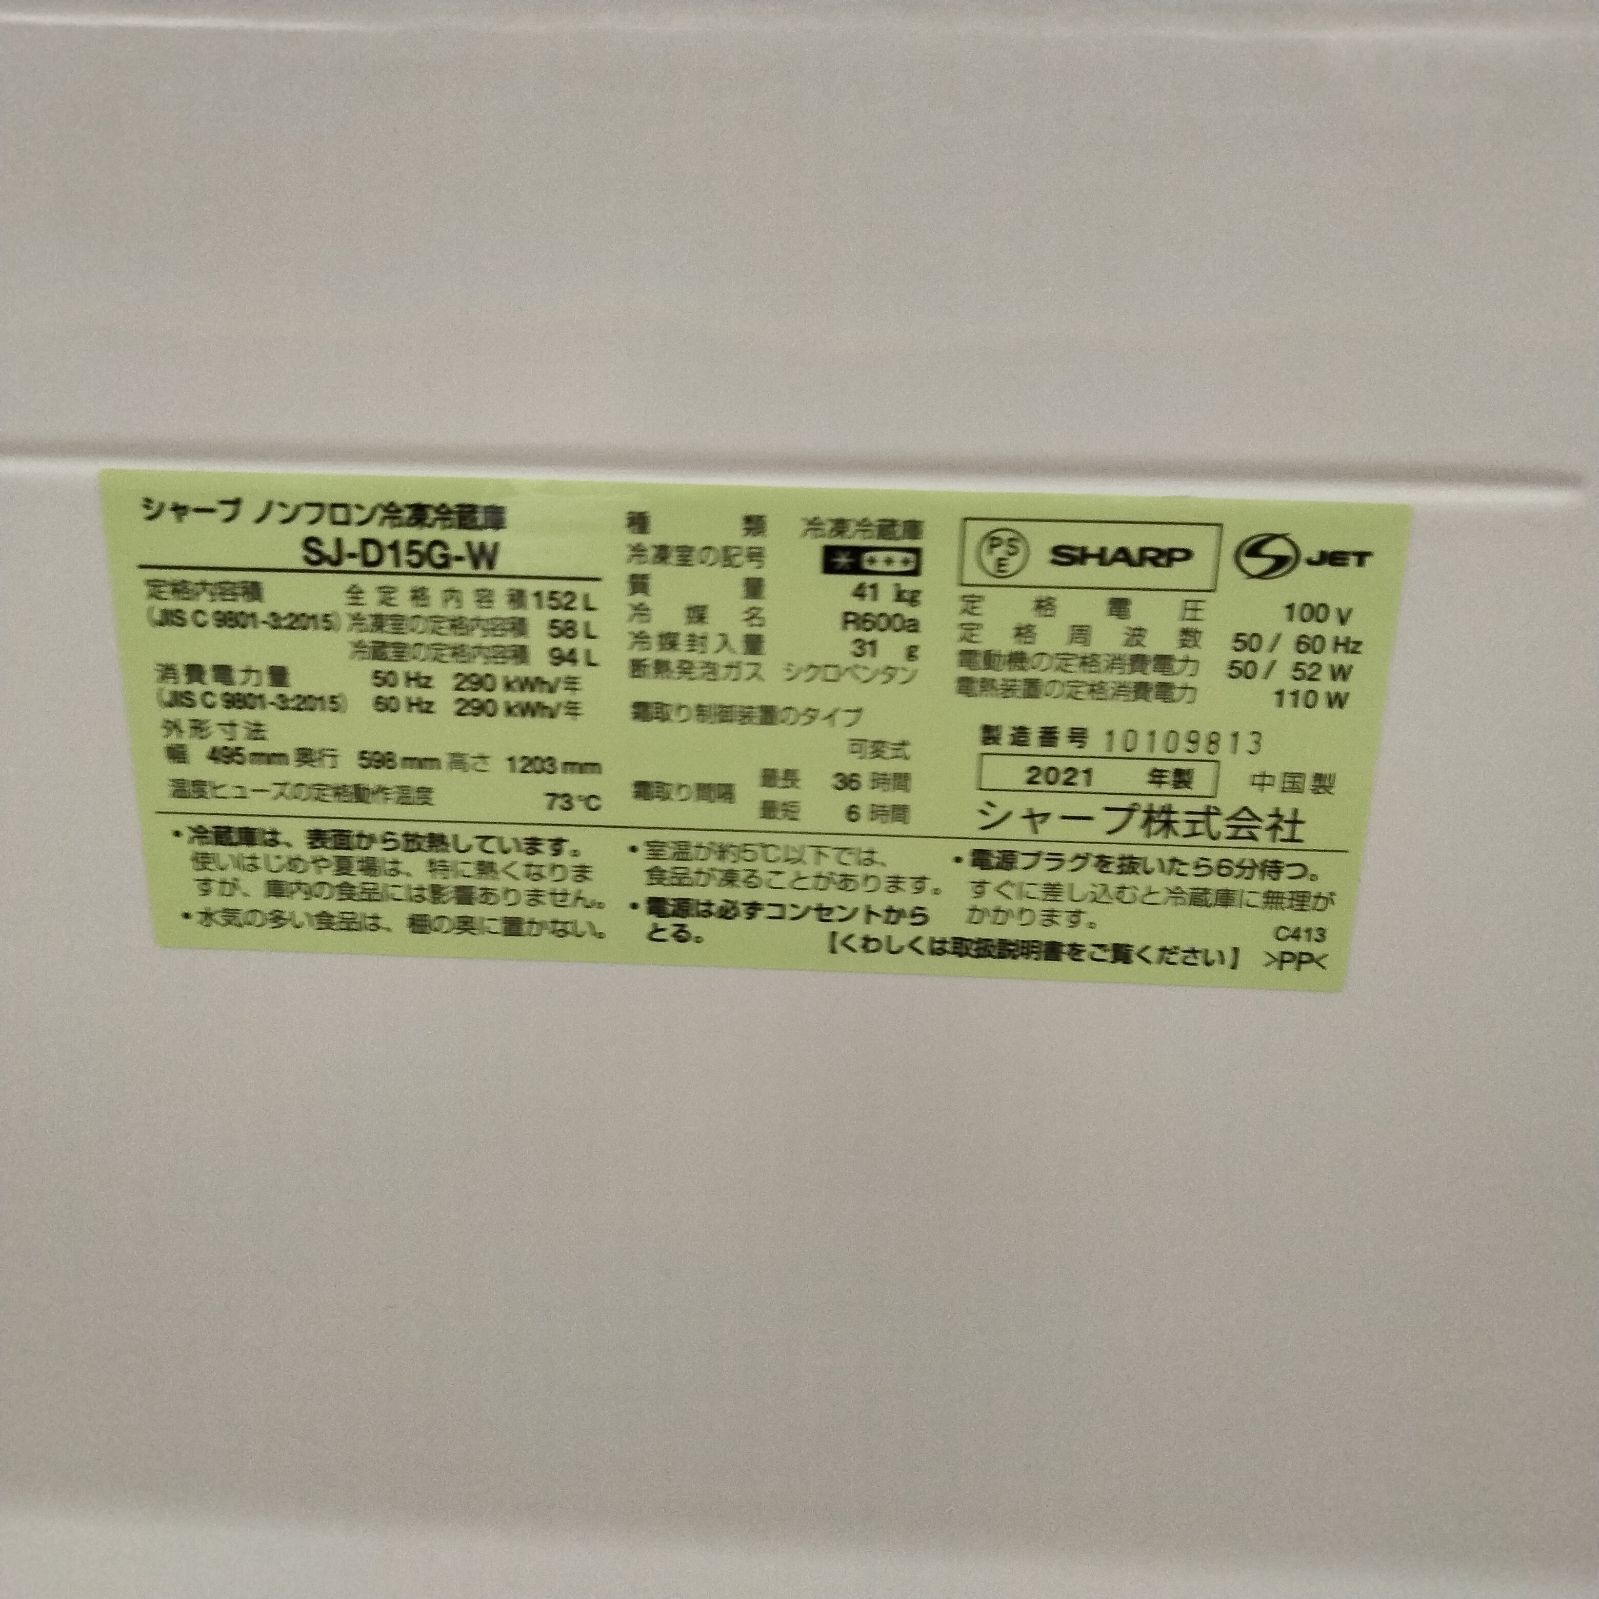 シャープ ノンフロン冷凍冷蔵庫
SJ-D15G-W
定格内容積 全定格内容積 152 L
(JIS C 9801-3:2015) 冷凍室の定格内容積 58 L
冷蔵室の定格内容積 94 L
消費電力量 50 Hz 290 kWh/年
(JIS C 9801-3:2015) 60 Hz 290 kWh/年
外形寸法
幅 495mm 奥行 598mm 高さ 1203mm
温度ヒューズの定格動作温度 73℃
種類 冷凍冷蔵庫
冷凍室の記号
質量 41 kg
冷媒名 R600a
冷媒封入量 31 g
断熱発泡ガス シクロペンタン
霜取り制御装置のタイプ
可変式
霜取り間隔 最長 36 時間
最短 6 時間
PSE SHARP S-JET
定格電圧 100 V
定格周波数 50 / 60 Hz
電動機の定格消費電力 50 / 52 W
電熱装置の定格消費電力 110 W
製造番号 10109813
2021 年製 中国製
シャープ株式会社
・冷蔵庫は、表面から放熱しています。
使いはじめや夏場は、特に熱くなりま
すが、庫内の食品には影響ありません。
・水気の多い食品は、棚の奥に置かない。
・室温が約5℃以下では、
食品が凍ることがあります。
・電源は必ずコンセントから
とる。
・電源プラグを抜いたら6分待つ。
すぐに差し込むと冷蔵庫に無理が
かかります。
C413
【くわしくは取扱説明書をご覧ください】 >PP<